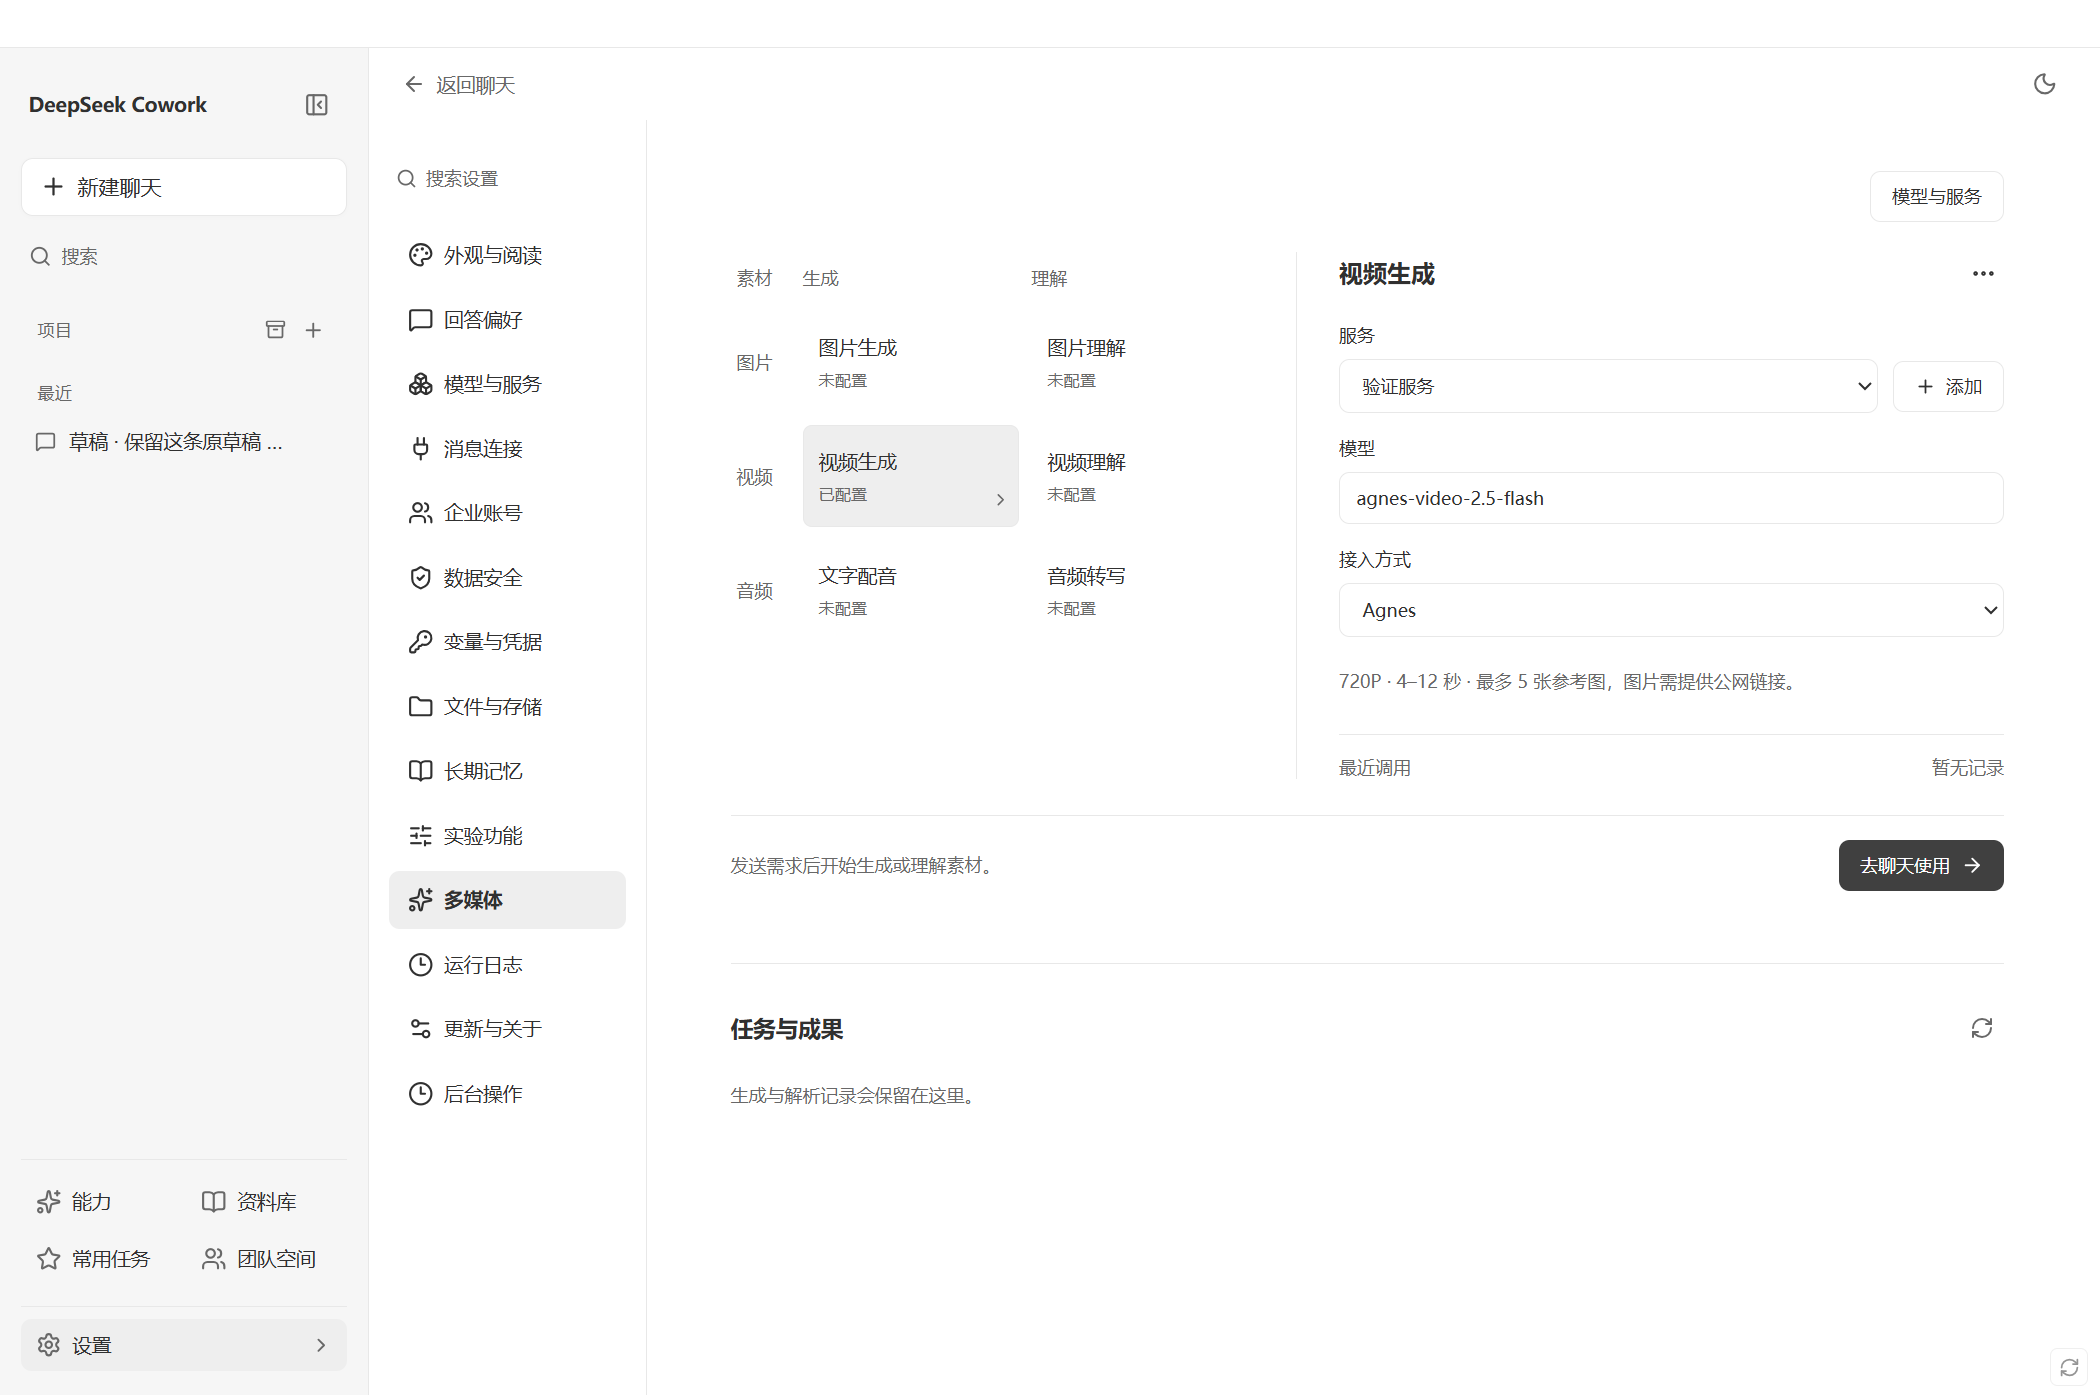 DeepSeek Cowork
新建聊天
搜索
项目
最近
草稿 · 保留这条原草稿 ...
能力
资料库
常用任务
团队空间
设置
返回聊天
搜索设置
外观与阅读
回答偏好
模型与服务
消息连接
企业账号
数据安全
变量与凭据
文件与存储
长期记忆
实验功能
多媒体
运行日志
更新与关于
后台操作
模型与服务
素材 生成 理解
图片
图片生成
未配置
图片理解
未配置
视频
视频生成
已配置
视频理解
未配置
音频
文字配音
未配置
音频转写
未配置
视频生成
服务
验证服务
添加
模型
agnes-video-2.5-flash
接入方式
Agnes
720P · 4–12 秒 · 最多 5 张参考图，图片需提供公网链接。
最近调用 暂无记录
发送需求后开始生成或理解素材。
去聊天使用
任务与成果
生成与解析记录会保留在这里。